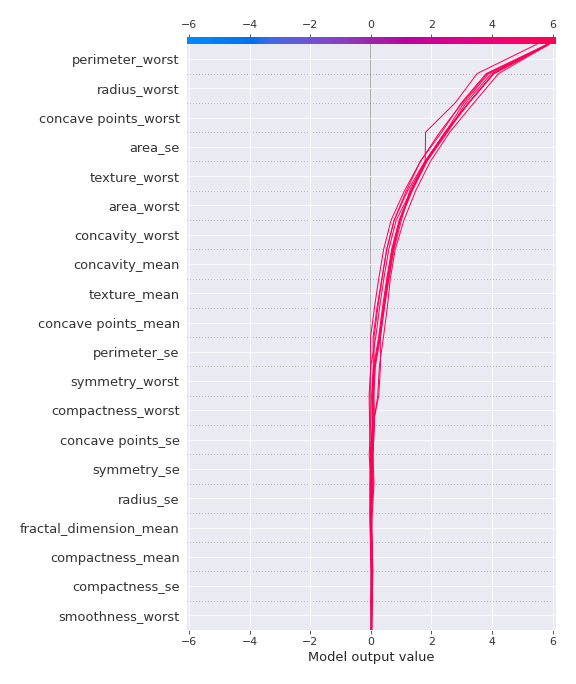 −6 −4 −2 0 2 4 6
perimeter_worst
radius_worst
concave points_worst
area_se
texture_worst
area_worst
concavity_worst
concavity_mean
texture_mean
concave points_mean
perimeter_se
symmetry_worst
compactness_worst
concave points_se
symmetry_se
radius_se
fractal_dimension_mean
compactness_mean
compactness_se
smoothness_worst
−6 −4 −2 0 2 4 6
Model output value